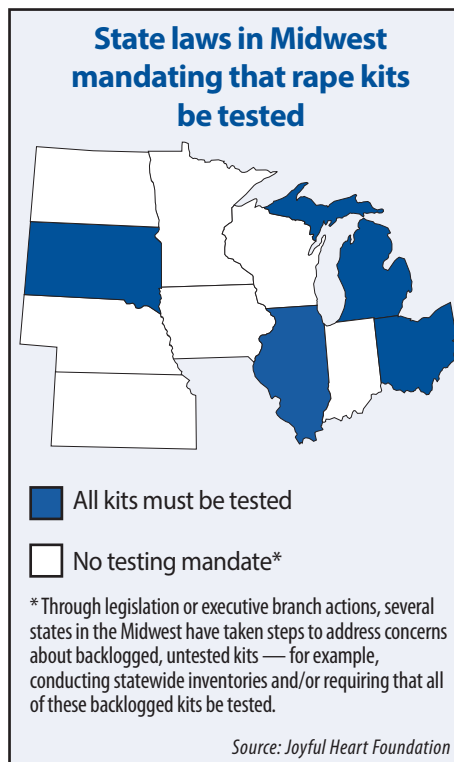 State laws in Midwest
mandating that rape kits
be tested
All kits must be tested
No testing mandate*
* Through legislation or executive branch actions, several
states in the Midwest have taken steps to address concerns
about backlogged, untested kits — for example,
conducting statewide inventories and/or requiring that all
of these backlogged kits be tested.
Source: Joyful Heart Foundation